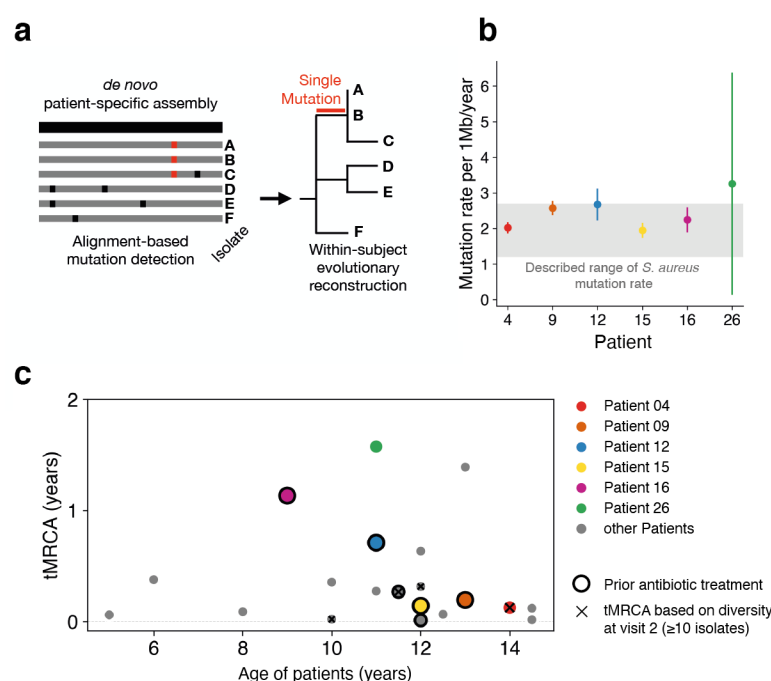 a
de novo
patient-specific assembly
A
B
C
D
E
F
Isolate
Alignment-based
mutation detection
Single
Mutation
A
B
C
D
E
F
Within-subject
evolutionary
reconstruction
b
Mutation rate per 1Mb/year
6
5
4
3
2
1
0
Described range of S. aureus
mutation rate
4 9 12 15 16 26
Patient
c
tMRCA (years)
2
1
0
6 8 10 12 14
Age of patients (years)
Patient 04
Patient 09
Patient 12
Patient 15
Patient 16
Patient 26
other Patients
Prior antibiotic treatment
tMRCA based on diversity
at visit 2 (≥10 isolates)